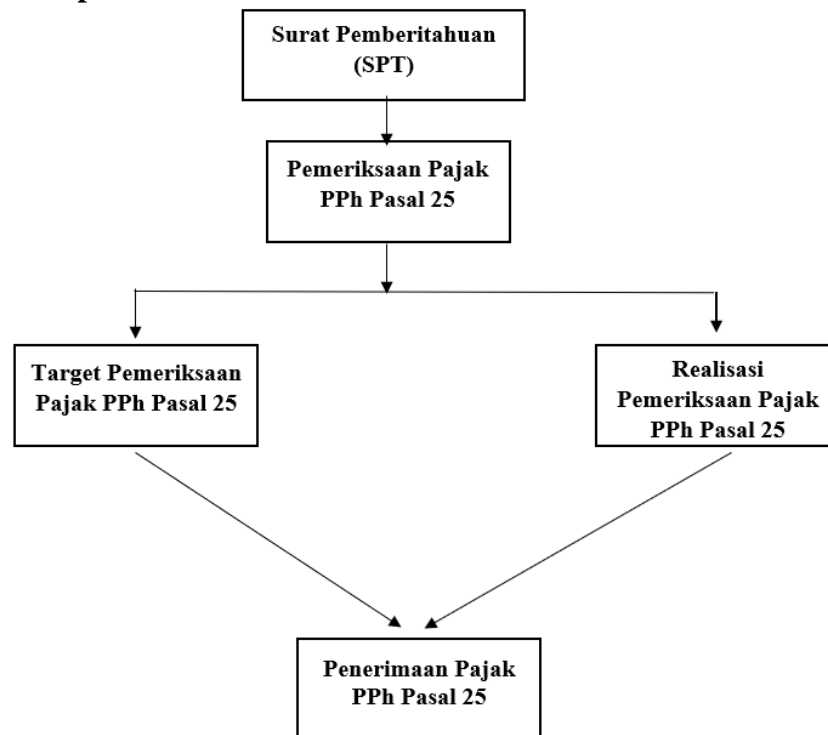 Surat Pemberitahuan
(SPT)
Pemeriksaan Pajak
PPh Pasal 25
Target Pemeriksaan
Pajak PPh Pasal 25
Realisasi
Pemeriksaan Pajak
PPh Pasal 25
Penerimaan Pajak
PPh Pasal 25